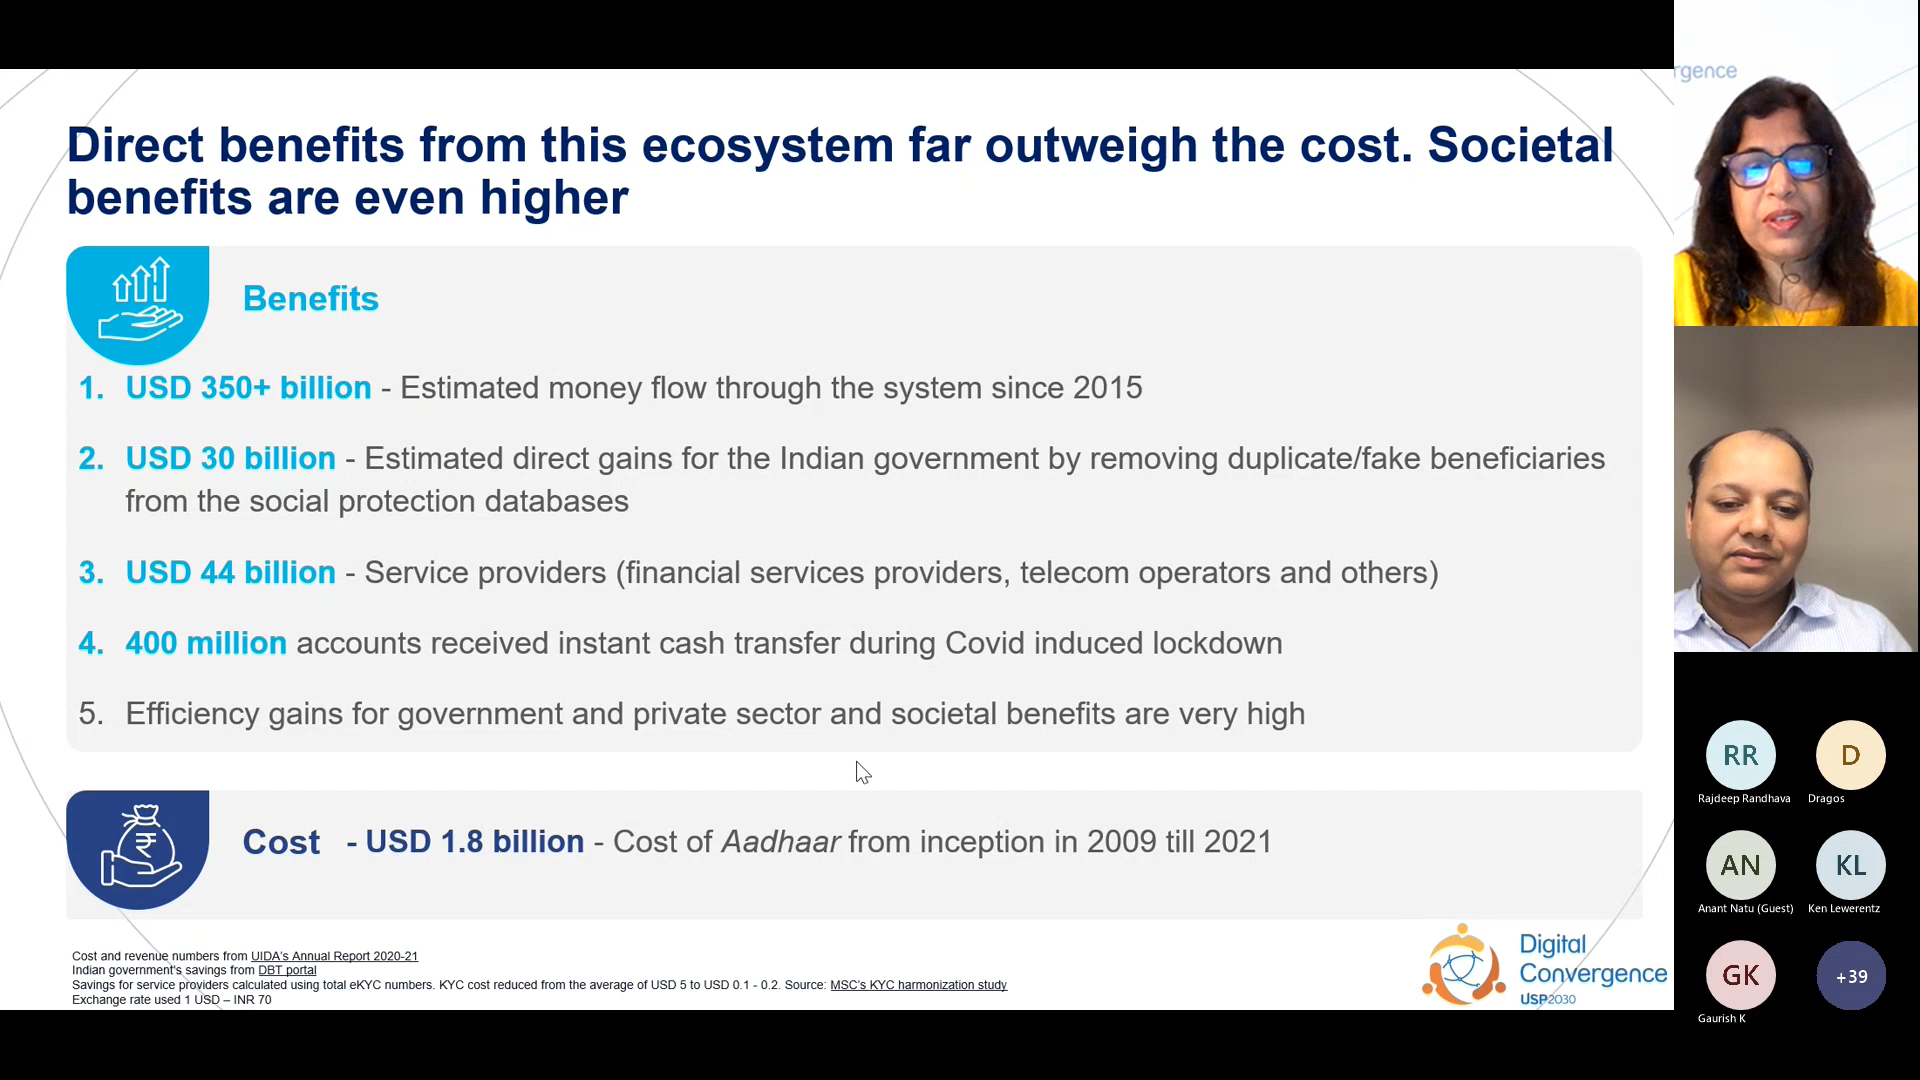 Direct benefits from this ecosystem far outweigh the cost. Societal
benefits are even higher
Benefits
1. USD 350+ billion - Estimated money flow through the system since 2015
2. USD 30 billion - Estimated direct gains for the Indian government by removing duplicate/fake beneficiaries
from the social protection databases
3. USD 44 billion - Service providers (financial services providers, telecom operators and others)
4. 400 million accounts received instant cash transfer during Covid induced lockdown
5. Efficiency gains for government and private sector and societal benefits are very high
₹
Cost - USD 1.8 billion - Cost of Aadhaar from inception in 2009 till 2021
Cost and revenue numbers from UIDA's Annual Report 2020-21
Indian government's savings from DBT portal
Savings for service providers calculated using total eKYC numbers. KYC cost reduced from the average of USD 5 to USD 0.1 - 0.2. Source: MSC's KYC harmonization study
Exchange rate used 1 USD – INR 70
Digital
Convergence
USP2030
rgence
RR
Rajdeep Randhava
D
Dragos
AN
Anant Natu (Guest)
KL
Ken Lewerentz
GK
Gaurish K
+39